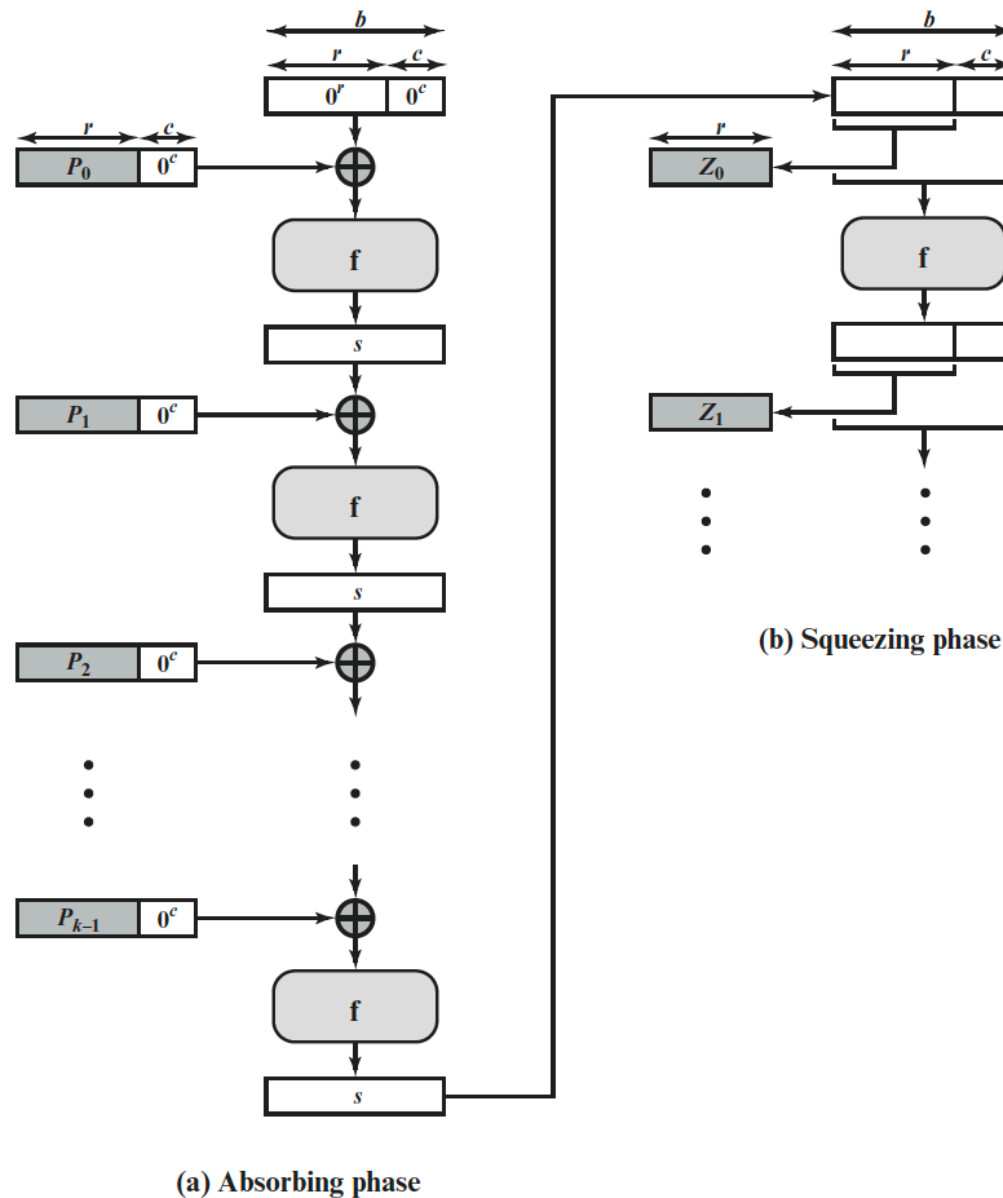 b
r c
0^r 0^c
r c
P_0 0^c
f
s
P_1 0^c
f
s
P_2 0^c
P_{k–1} 0^c
f
s
(a) Absorbing phase
b
r c
r
Z_0
f
Z_1
(b) Squeezing phase